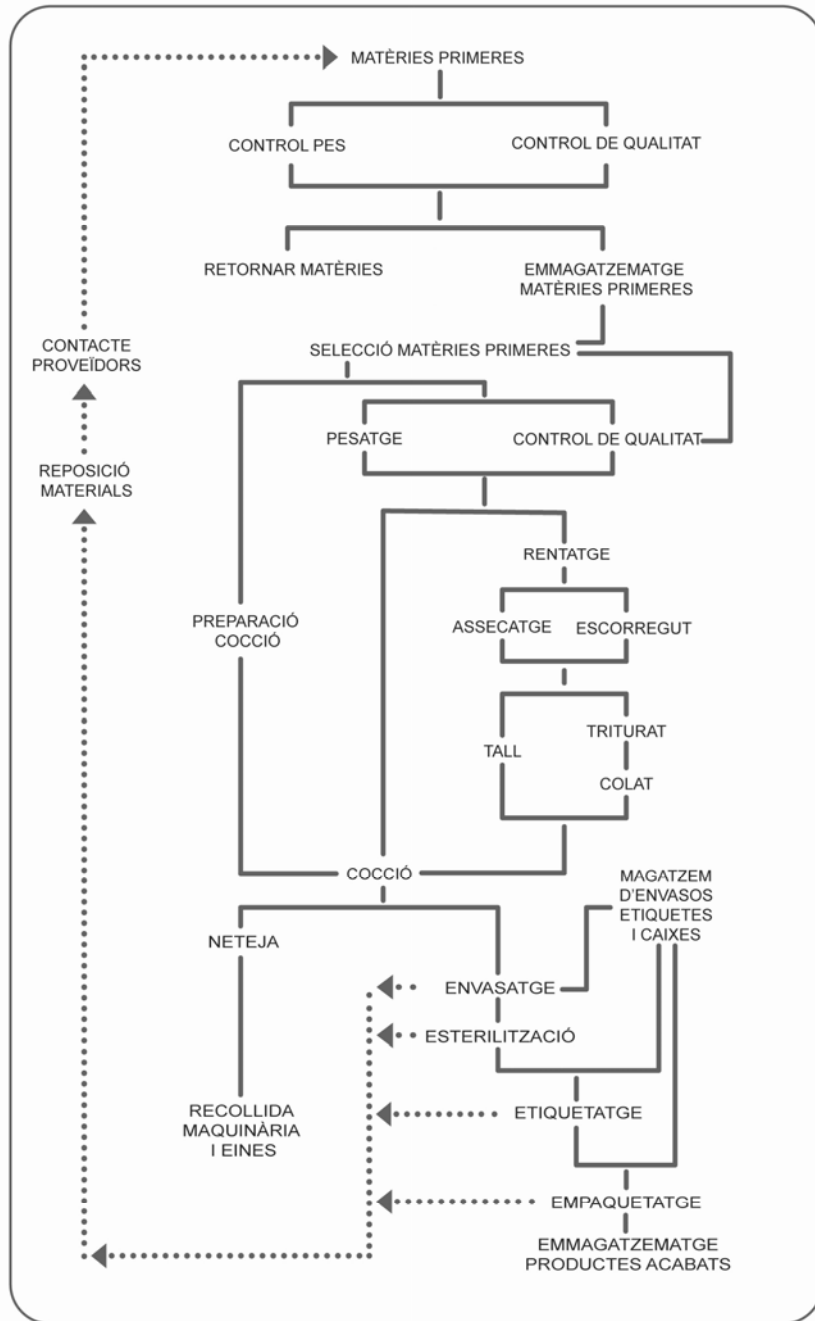 MATÈRIES PRIMERES
CONTROL PES
CONTROL DE QUALITAT
RETORNAR MATÈRIES
EMMAGATZEMATGE
MATÈRIES PRIMERES
CONTACTE
PROVEÏDORS
SELECCIÓ MATÈRIES PRIMERES
PESATGE
CONTROL DE QUALITAT
REPOSICIÓ
MATERIALS
RENTATGE
PREPARACIÓ
COCCIÓ
ASSECATGE
ESCORREGUT
TALL
TRITURAT
COLAT
COCCIÓ
MAGATZEM
D'ENVASOS
ETIQUETES
I CAIXES
NETEJA
ENVASATGE
ESTERILITZACIÓ
RECOLLIDA
MAQUINÀRIA
I EINES
ETIQUETATGE
EMPAQUETATGE
EMMAGATZEMATGE
PRODUCTES ACABATS